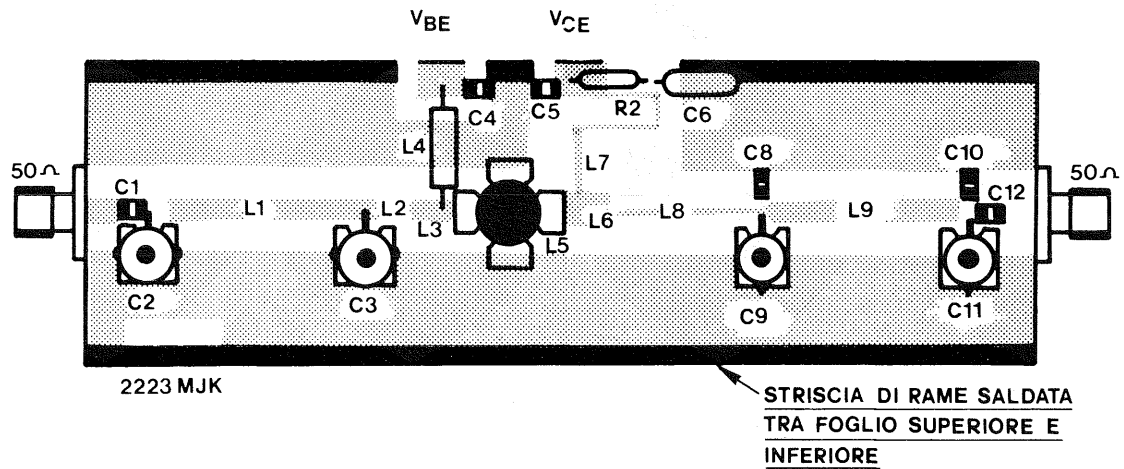 VBE
VCE
C4
C5
R2
C6
L4
L7
C8
C10
50Ω
50Ω
C1
C12
L1
L2
L3
L5
L6
L8
L9
C2
C3
C9
C11
2223 MJK
STRISCIA DI RAME SALDATA
TRA FOGLIO SUPERIORE E
INFERIORE